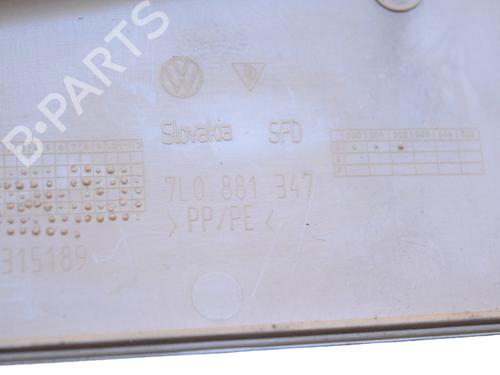 B-PARTS
Slovakia SFD
7L0 881 347
>PP/PE<
315189